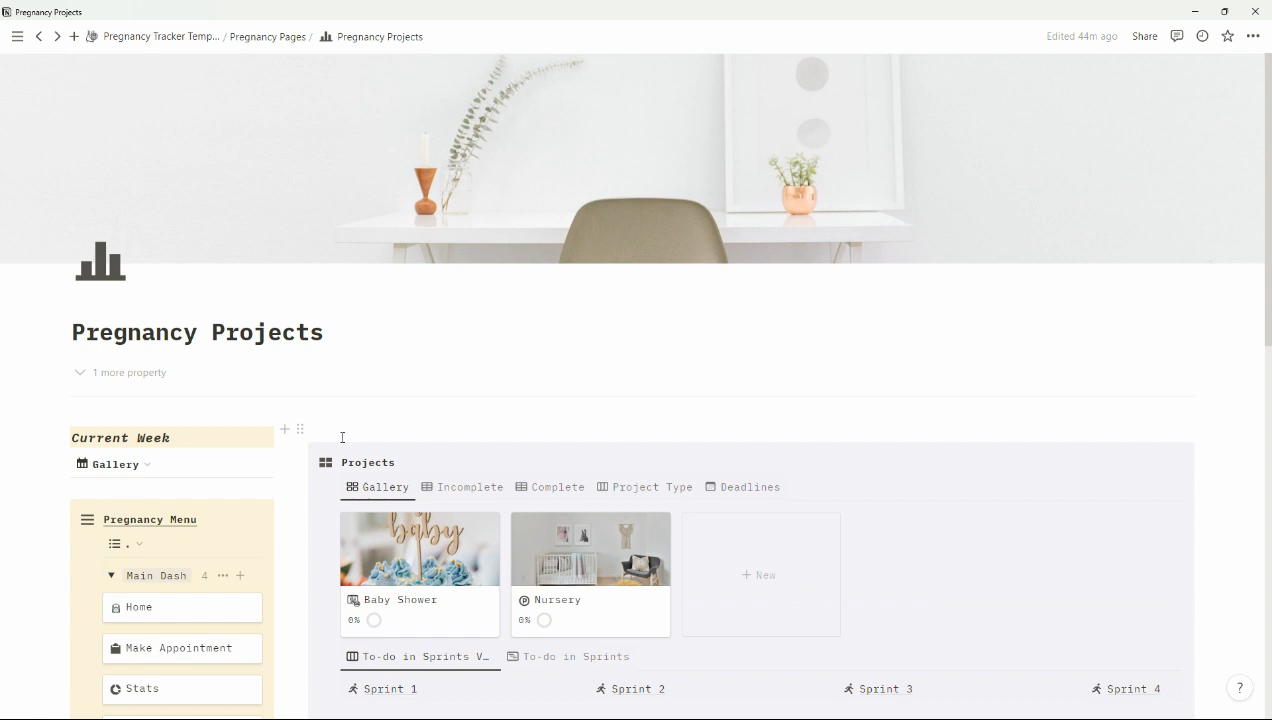 Pregnancy Projects
Pregnancy Tracker Temp... / Pregnancy Pages / Pregnancy Projects
Edited 44m ago Share
Pregnancy Projects
1 more property
Current Week
Gallery
Pregnancy Menu
.
Main Dash 4
Home
Make Appointment
Stats
Projects
Gallery Incomplete Complete Project Type Deadlines
baby
Baby Shower
0%
Nursery
0%
+ New
To-do in Sprints V... To-do in Sprints
Sprint 1 Sprint 2 Sprint 3 Sprint 4
?